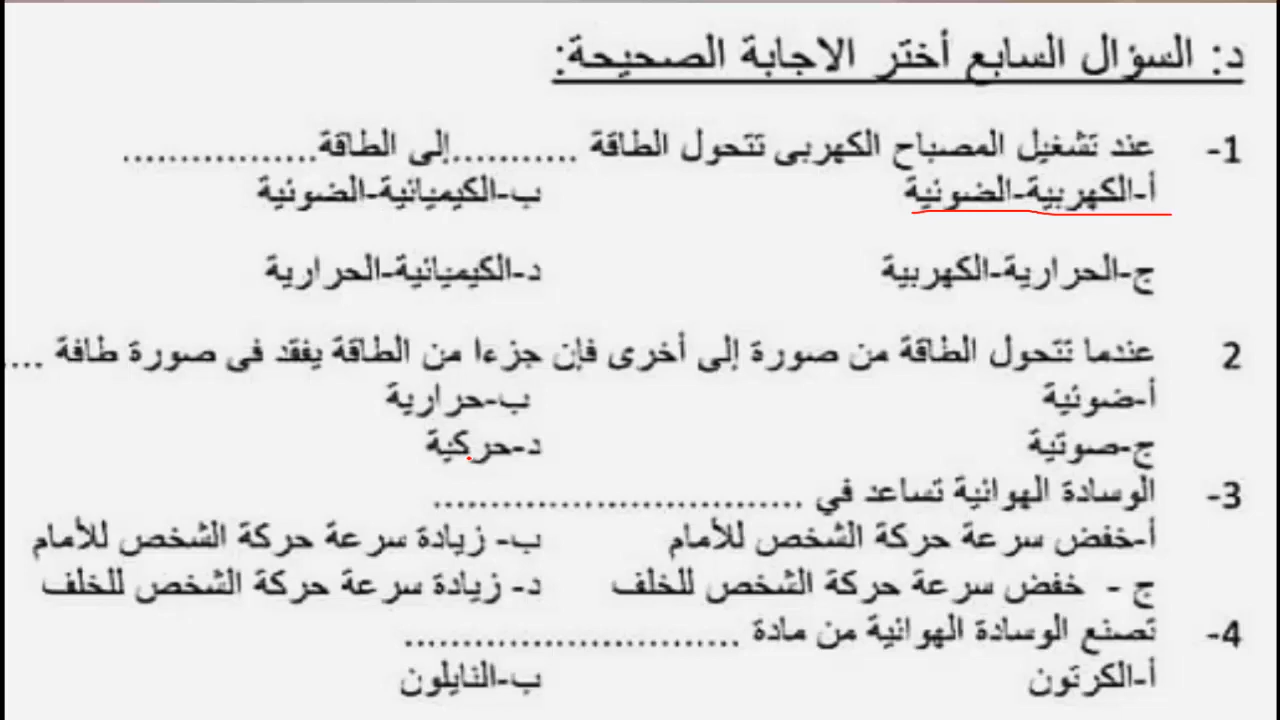 د: السؤال السابع أختر الاجابة الصحيحة:
1- عند تشغيل المصباح الكهربى تتحول الطاقة ...........إلى الطاقة.................
أ-الكهربية-الضوئية ب-الكيميائية-الضوئية
ج-الحرارية-الكهربية د-الكيميائية-الحرارية
2 عندما تتحول الطاقة من صورة إلى أخرى فإن جزءا من الطاقة يفقد فى صورة طاقة ....
أ-ضوئية ب-حرارية
ج-صوتية د-حركية
3- الوسادة الهوائية تساعد في .................................
أ-خفض سرعة حركة الشخص للأمام ب- زيادة سرعة حركة الشخص للأمام
ج - خفض سرعة حركة الشخص للخلف د- زيادة سرعة حركة الشخص للخلف
4- تصنع الوسادة الهوائية من مادة ..............................
أ-الكرتون ب-النايلون